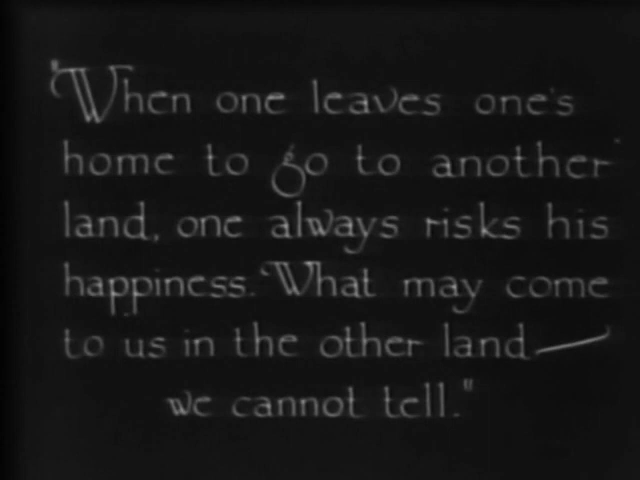 "When one leaves one's
home to go to another
land, one always risks his
happiness. What may come
to us in the other land —
we cannot tell."